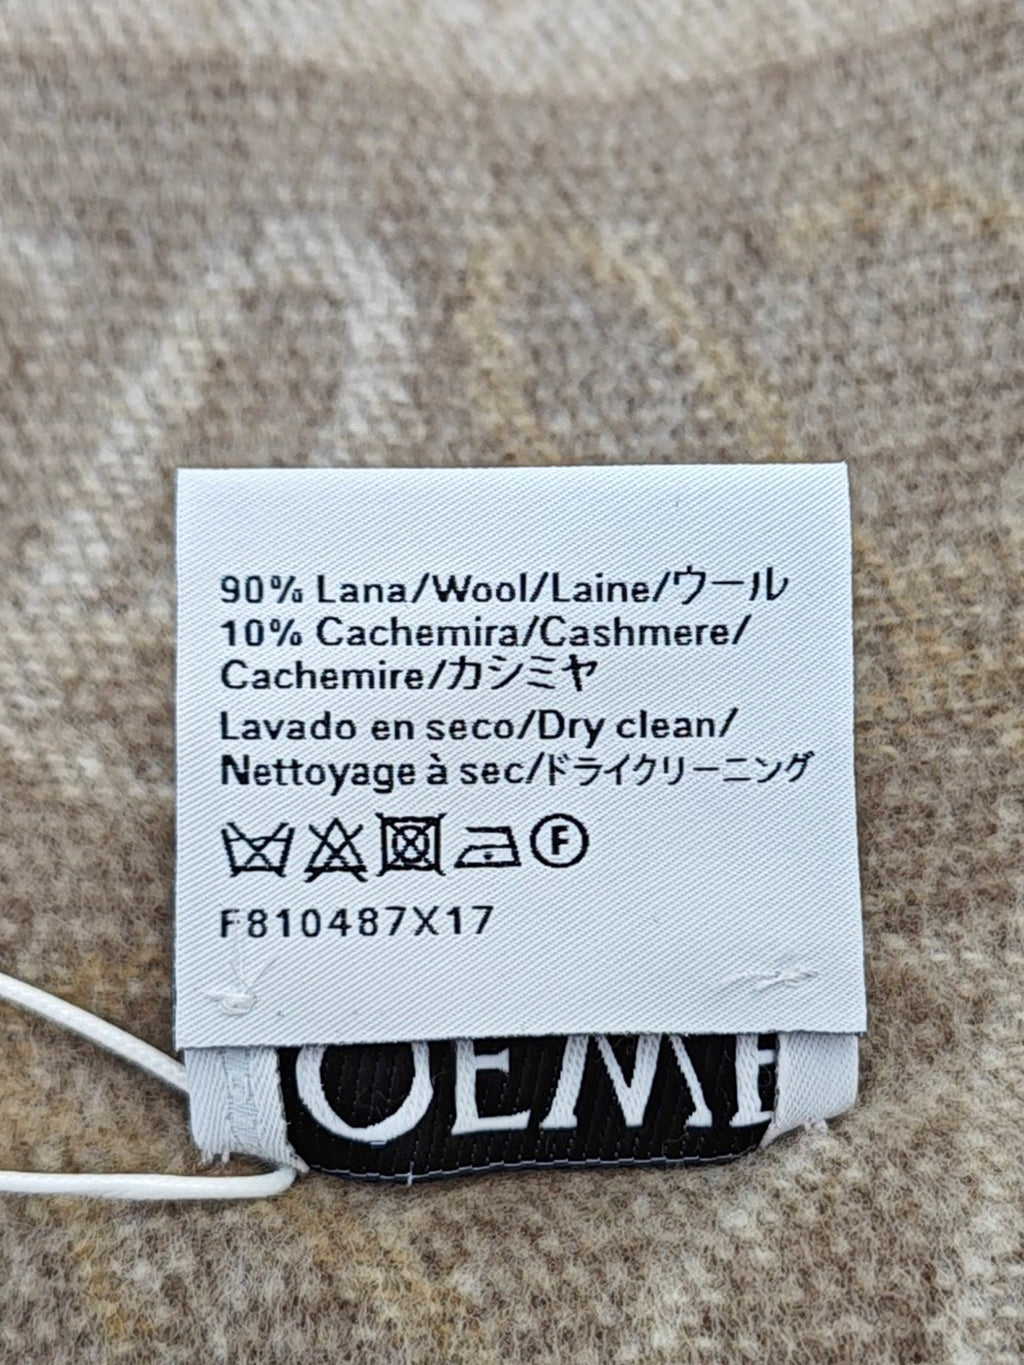 90% Lana/Wool/Laine/ウール
10% Cachemira/Cashmere/
Cachemire/カシミヤ
Lavado en seco/Dry clean/
Nettoyage à sec/ドライクリーニング
F
F810487X17